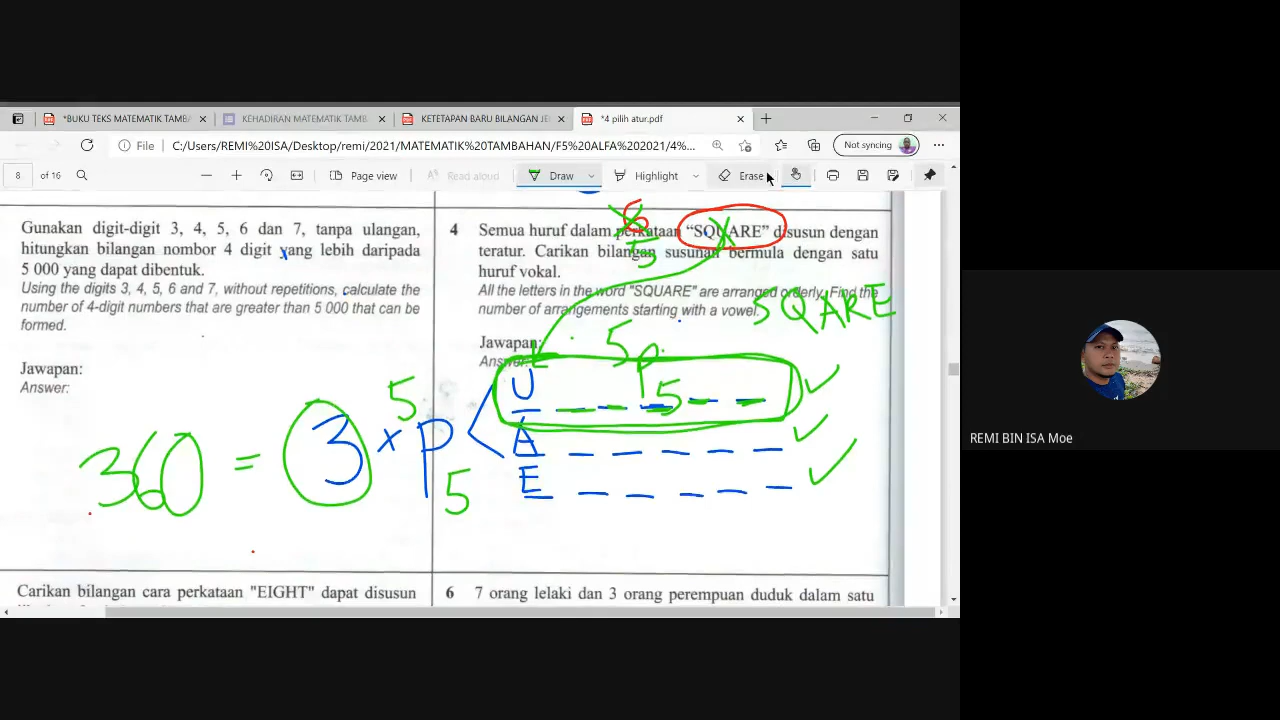 *BUKU TEKS MATEMATIK TAMBA
KEHADIRAN MATEMATIK TAMB
KETETAPAN BARU BILANGAN JE
*4 pilih atur.pdf
File
C:/Users/REMI%20ISA/Desktop/remi/2021/MATEMATIK%20TAMBAHAN/F5%20ALFA%202021/4%...
Not syncing
8 of 16
Page view
Read aloud
Draw
Highlight
Erase
Gunakan digit-digit 3, 4, 5, 6 dan 7, tanpa ulangan,
hitungkan bilangan nombor 4 digit yang lebih daripada
5 000 yang dapat dibentuk.
Using the digits 3, 4, 5, 6 and 7, without repetitions, calculate the
number of 4-digit numbers that are greater than 5 000 that can be
formed.
Jawapan:
Answer:
360 = 3 × 5P5
4 Semua huruf dalam perkataan "SQUARE" disusun dengan
teratur. Carikan bilangan susunan bermula dengan satu
huruf vokal.
All the letters in the word "SQUARE" are arranged orderly. Find the
number of arrangements starting with a vowel.
Jawapan:
Answer:
6
5
SQARE
5P5
U _ _ _ _ _ ✓
A _ _ _ _ _ ✓
E _ _ _ _ _ ✓
Carikan bilangan cara perkataan "EIGHT" dapat disusun
6 7 orang lelaki dan 3 orang perempuan duduk dalam satu
REMI BIN ISA Moe